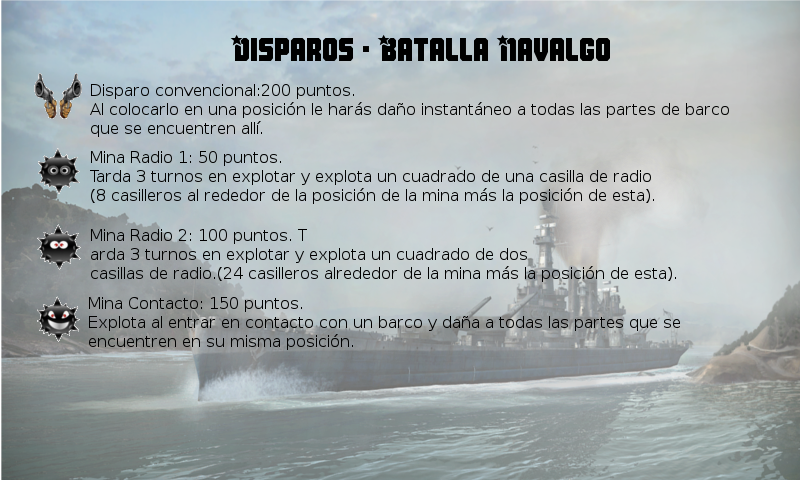 Disparos - Batalla Navalgo
Disparo convencional:200 puntos.
Al colocarlo en una posición le harás daño instantáneo a todas las partes de barco
que se encuentren allí.
Mina Radio 1: 50 puntos.
Tarda 3 turnos en explotar y explota un cuadrado de una casilla de radio
(8 casilleros al rededor de la posición de la mina más la posición de esta).
Mina Radio 2: 100 puntos. T
arda 3 turnos en explotar y explota un cuadrado de dos
casillas de radio.(24 casilleros alrededor de la mina más la posición de esta).
Mina Contacto: 150 puntos.
Explota al entrar en contacto con un barco y daña a todas las partes que se
encuentren en su misma posición.